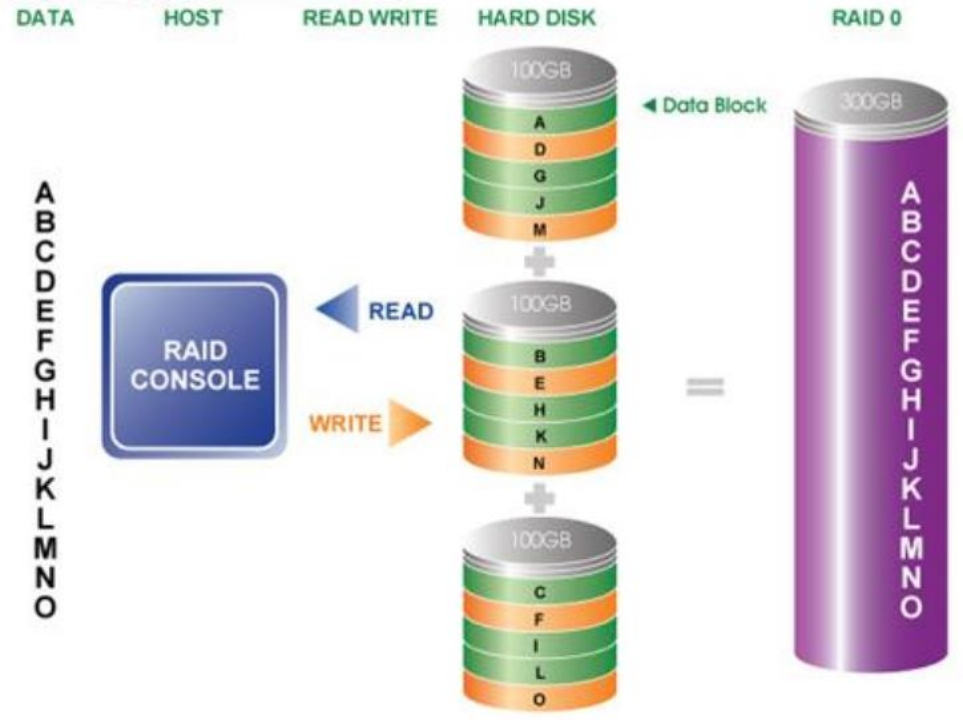 DATA HOST READ WRITE HARD DISK RAID 0
100GB
A
D
G
J
M
◄ Data Block
300GB
A
B
C
D
E
F
G
H
I
J
K
L
M
N
O
RAID
CONSOLE
READ
WRITE
100GB
B
E
H
K
N
100GB
C
F
I
L
O
A
B
C
D
E
F
G
H
I
J
K
L
M
N
O